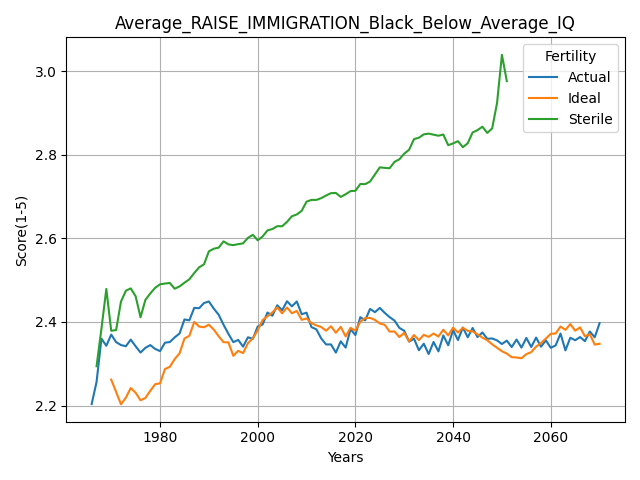 Average_RAISE_IMMIGRATION_Black_Below_Average_IQ
Fertility
Actual
Ideal
Sterile
Score(1-5)
3.0
2.8
2.6
2.4
2.2
1980
2000
2020
2040
2060
Years